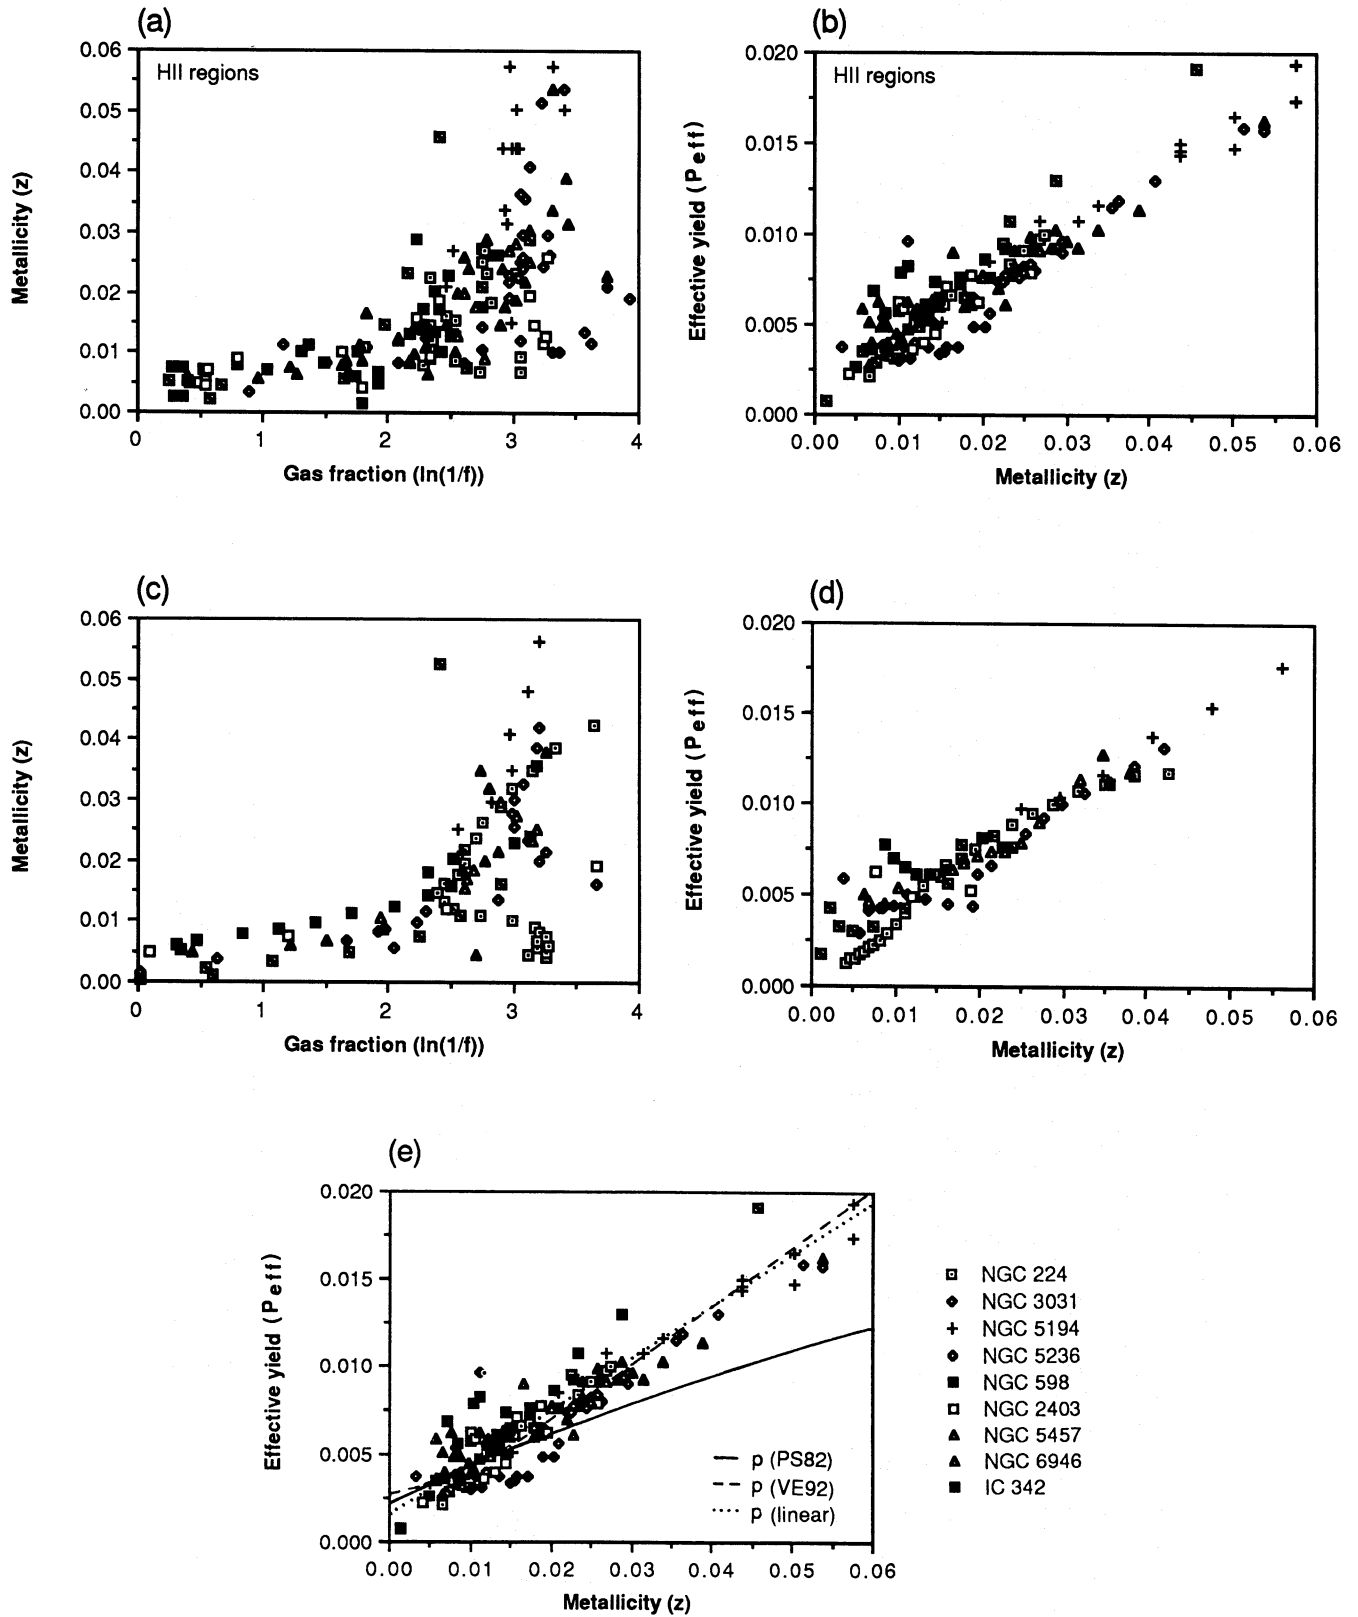 (a)
0.06
0.05
0.04
0.03
0.02
0.01
0.00
Metallicity (z)
HII regions
0
1
2
3
4
Gas fraction (ln(1/f))
(b)
0.020
0.015
0.010
0.005
0.000
Effective yield (Peff)
HII regions
0.00
0.01
0.02
0.03
0.04
0.05
0.06
Metallicity (z)
(c)
0.06
0.05
0.04
0.03
0.02
0.01
0.00
Metallicity (z)
0
1
2
3
4
Gas fraction (ln(1/f))
(d)
0.020
0.015
0.010
0.005
0.000
Effective yield (Peff)
0.00
0.01
0.02
0.03
0.04
0.05
0.06
Metallicity (z)
(e)
0.020
0.015
0.010
0.005
0.000
Effective yield (Peff)
p (PS82)
p (VE92)
p (linear)
0.00
0.01
0.02
0.03
0.04
0.05
0.06
Metallicity (z)
NGC 224
NGC 3031
NGC 5194
NGC 5236
NGC 598
NGC 2403
NGC 5457
NGC 6946
IC 342